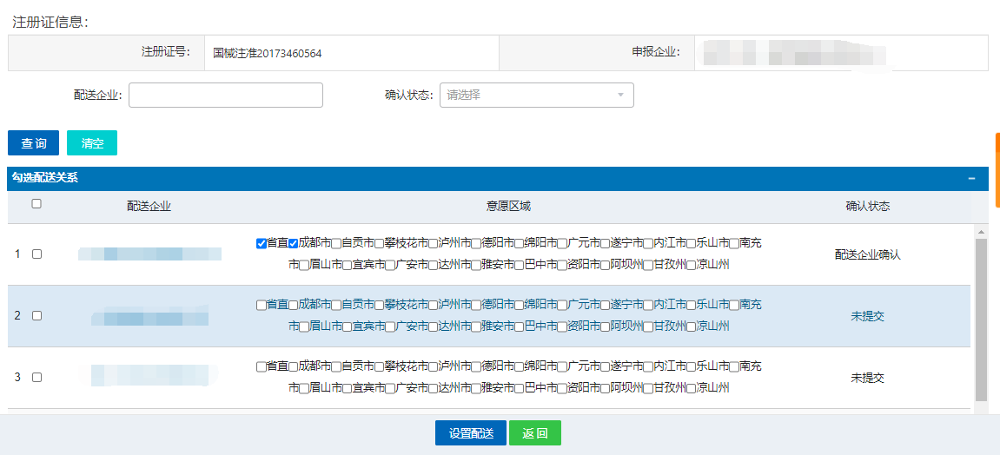 注册证信息：
注册证号： 国械注准20173460564 申报企业：
配送企业： 确认状态： 请选择
查询 清空
勾选配送关系
配送企业 意愿区域 确认状态
1 省直 成都市 自贡市 攀枝花市 泸州市 德阳市 绵阳市 广元市 遂宁市 内江市 乐山市 南充
市 眉山市 宜宾市 广安市 达州市 雅安市 巴中市 资阳市 阿坝州 甘孜州 凉山州 配送企业确认
2 省直 成都市 自贡市 攀枝花市 泸州市 德阳市 绵阳市 广元市 遂宁市 内江市 乐山市 南充
市 眉山市 宜宾市 广安市 达州市 雅安市 巴中市 资阳市 阿坝州 甘孜州 凉山州 未提交
3 省直 成都市 自贡市 攀枝花市 泸州市 德阳市 绵阳市 广元市 遂宁市 内江市 乐山市 南充
市 眉山市 宜宾市 广安市 达州市 雅安市 巴中市 资阳市 阿坝州 甘孜州 凉山州 未提交
设置配送 返回